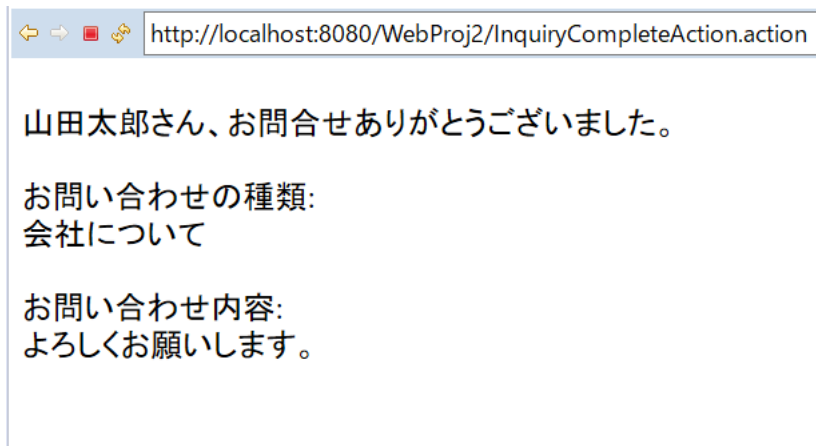 http://localhost:8080/WebProj2/InquiryCompleteAction.action
山田太郎さん、お問合せありがとうございました。
お問い合わせの種類:
会社について
お問い合わせ内容:
よろしくお願いします。